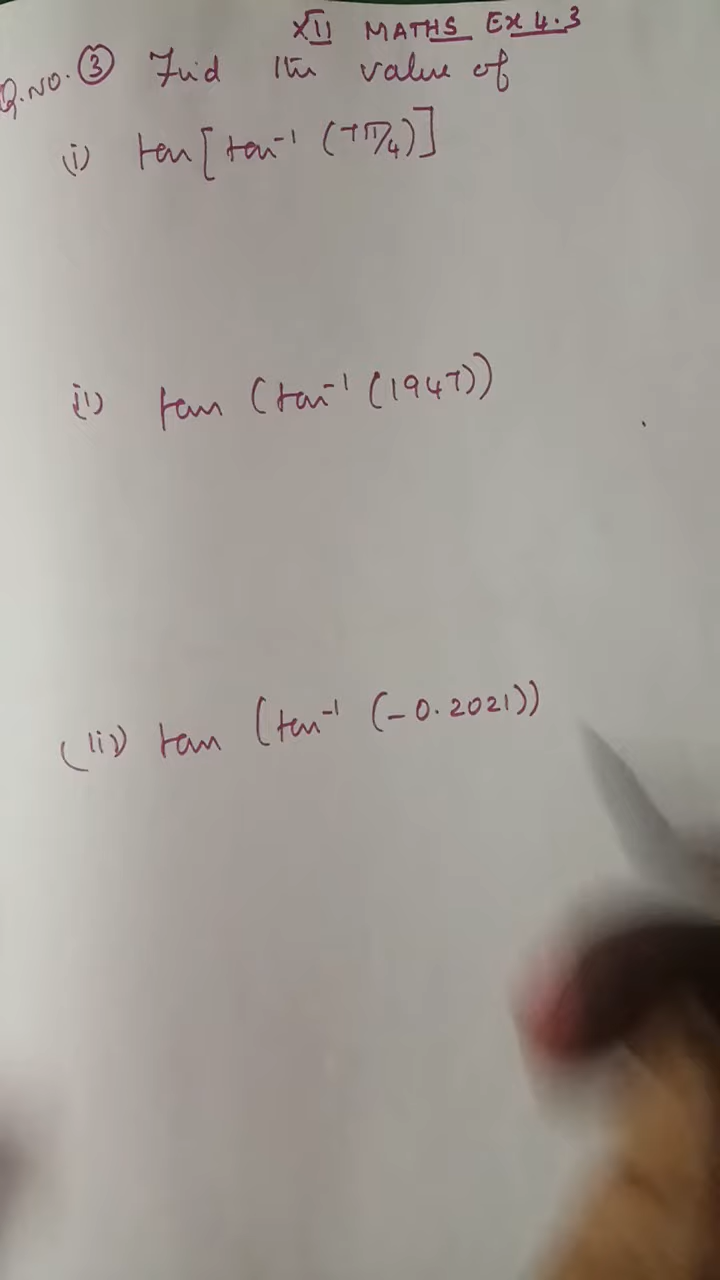 XII MATHS Ex 4.3
Q.NO. ③ Find the value of
(i) tan[tan⁻¹ (7π/4)]
(ii) tan (tan⁻¹ (1947))
(iii) tan (tan⁻¹ (-0.2021))